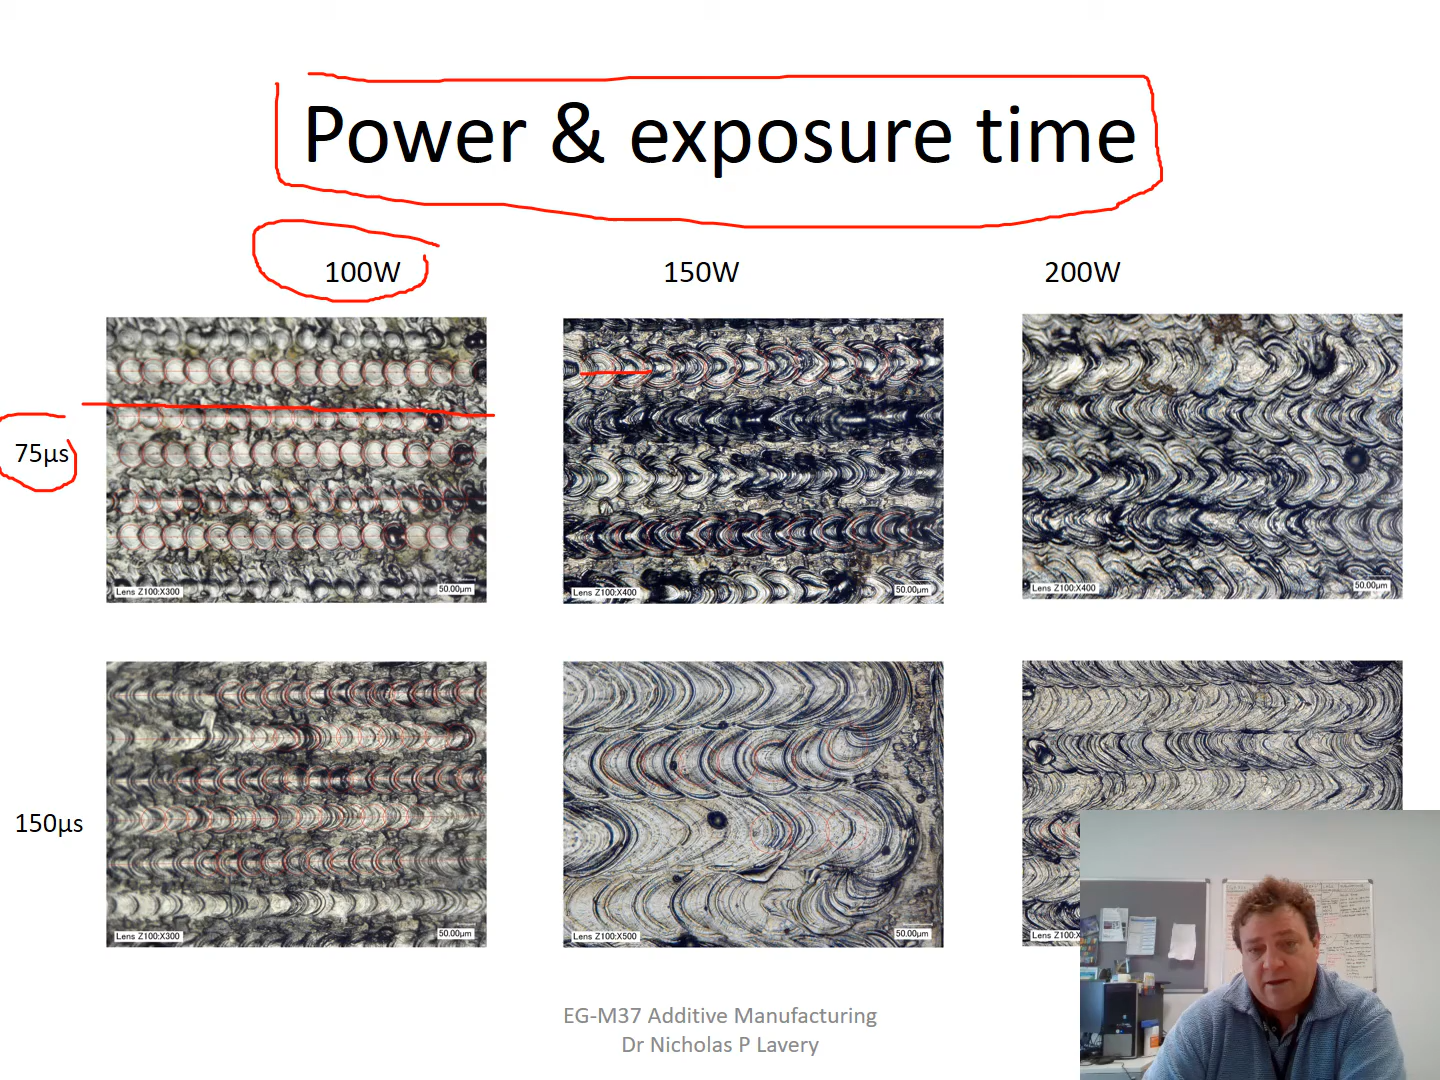 Power & exposure time
100W
150W
200W
75µs
Lens Z100:X300
50.00µm
Lens Z100:X400
50.00µm
Lens Z100:X400
50.00µm
150µs
Lens Z100:X300
50.00µm
Lens Z100:X500
50.00µm
Lens Z100:X
EG-M37 Additive Manufacturing
Dr Nicholas P Lavery